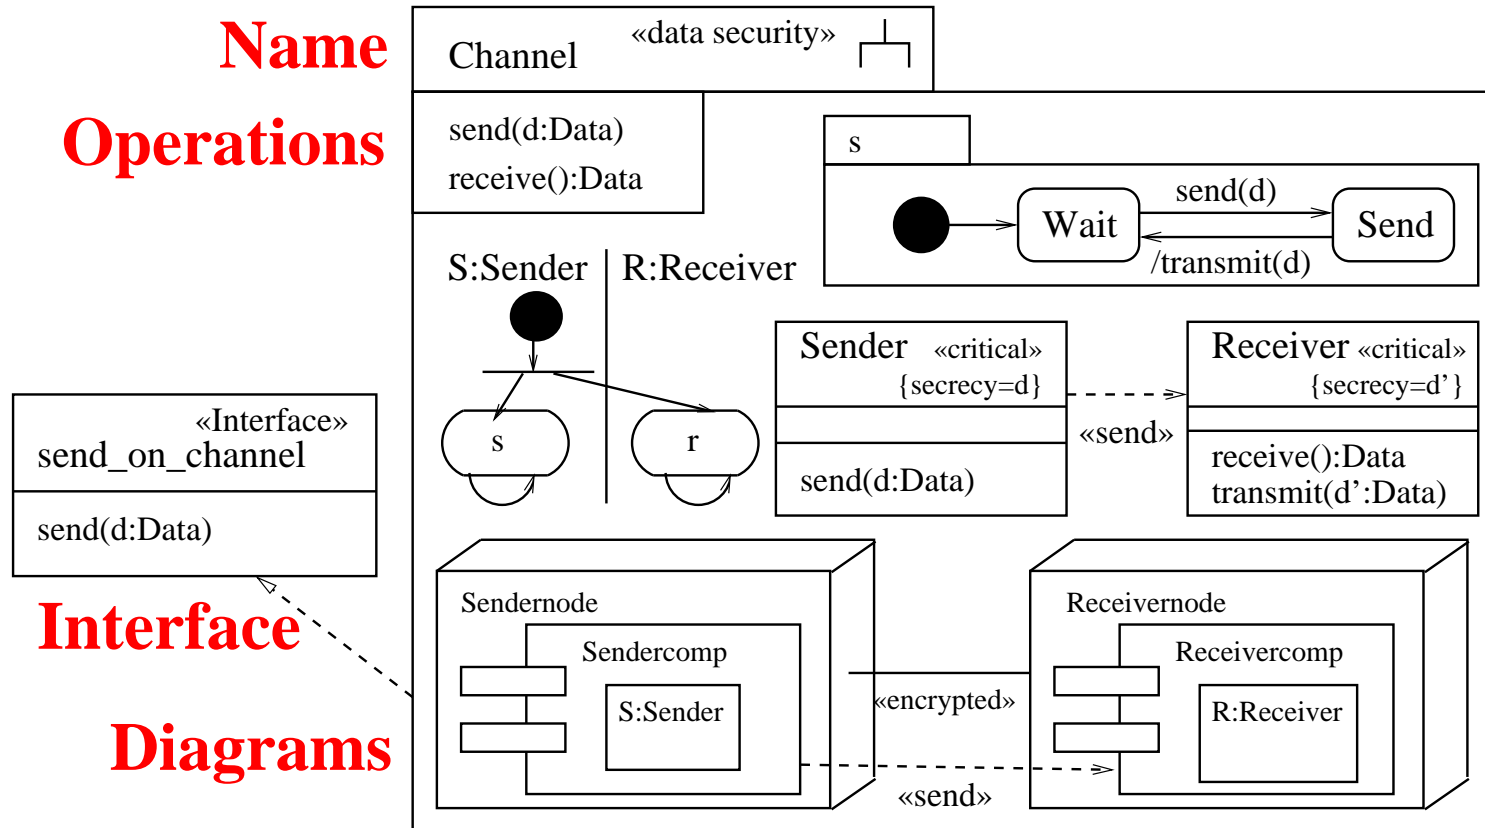 Name
Channel «data security»
Operations
send(d:Data)
receive():Data
s
Wait
send(d)
/transmit(d)
Send
S:Sender
R:Receiver
s
r
Sender «critical»
{secrecy=d}
send(d:Data)
«send»
Receiver «critical»
{secrecy=d’}
receive():Data
transmit(d’:Data)
«Interface»
send_on_channel
send(d:Data)
Interface
Diagrams
Sendernode
Sendercomp
S:Sender
«encrypted»
«send»
Receivernode
Receivercomp
R:Receiver